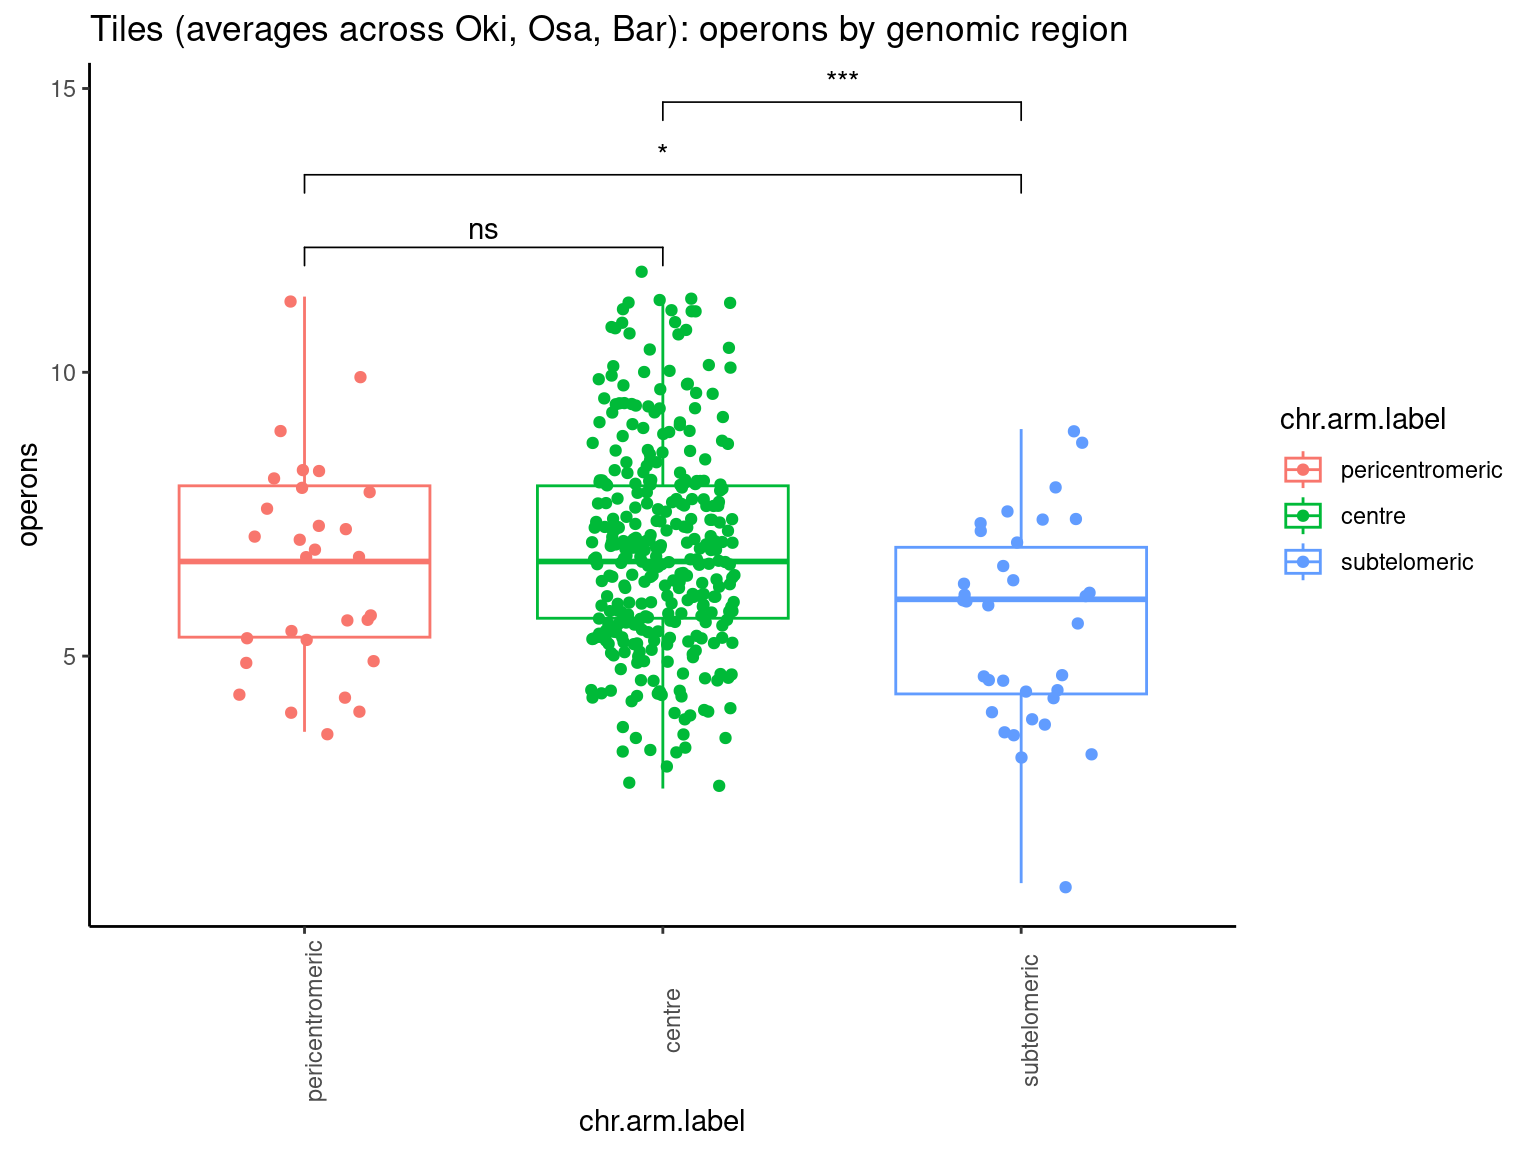 Tiles (averages across Oki, Osa, Bar): operons by genomic region
15
10
5
operons
***
*
ns
pericentromeric
centre
subtelomeric
chr.arm.label
chr.arm.label
pericentromeric
centre
subtelomeric